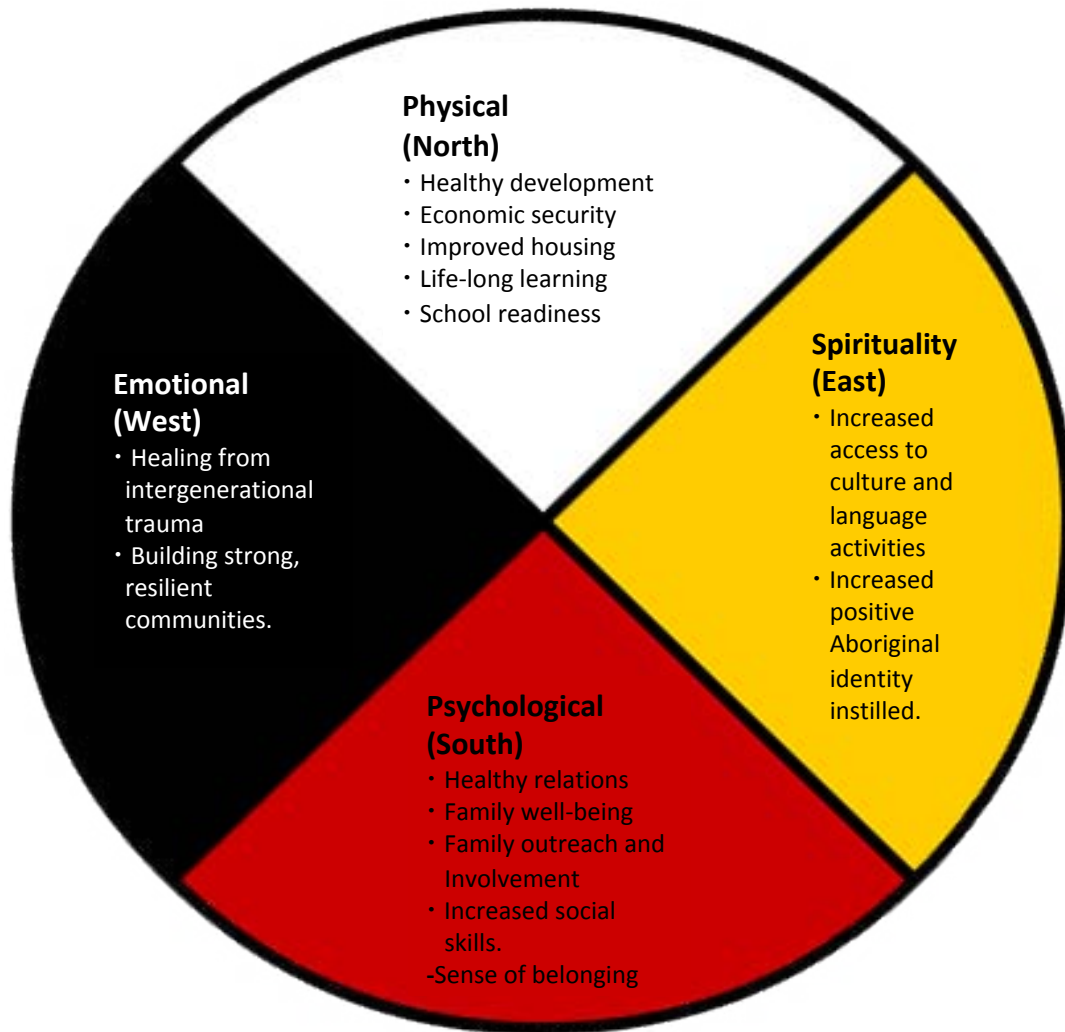 Physical
(North)
・Healthy development
・Economic security
・Improved housing
・Life-long learning
・School readiness
Spirituality
(East)
・Increased
access to
culture and
language
activities
・Increased
positive
Aboriginal
identity
instilled.
Emotional
(West)
・Healing from
intergenerational
trauma
・Building strong,
resilient
communities.
Psychological
(South)
・Healthy relations
・Family well-being
・Family outreach and
Involvement
・Increased social
skills.
-Sense of belonging